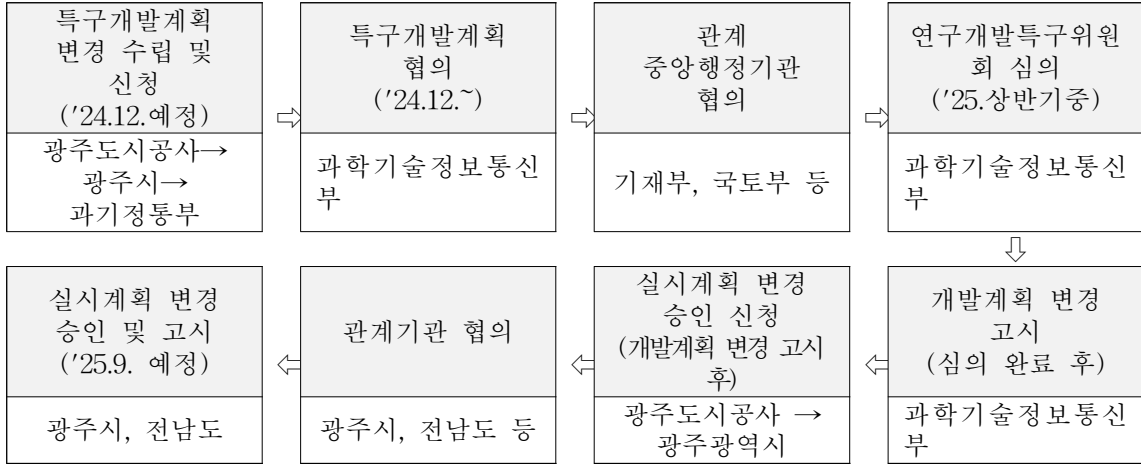 특구개발계획
변경 수립 및
신청
('24.12.예정)
광주도시공사→
광주시→
과기정통부
⇨
특구개발계획
협의
('24.12.~)
과학기술정보통신
부
⇨
관계
중앙행정기관
협의
기재부, 국토부 등
⇨
연구개발특구위원
회 심의
('25.상반기중)
과학기술정보통신
부
⇩
개발계획 변경
고시
(심의 완료 후)
과학기술정보통신
부
⇦
실시계획 변경
승인 신청
(개발계획 변경 고시
후)
광주도시공사 →
광주광역시
⇦
관계기관 협의
광주시, 전남도 등
⇦
실시계획 변경
승인 및 고시
('25.9. 예정)
광주시, 전남도